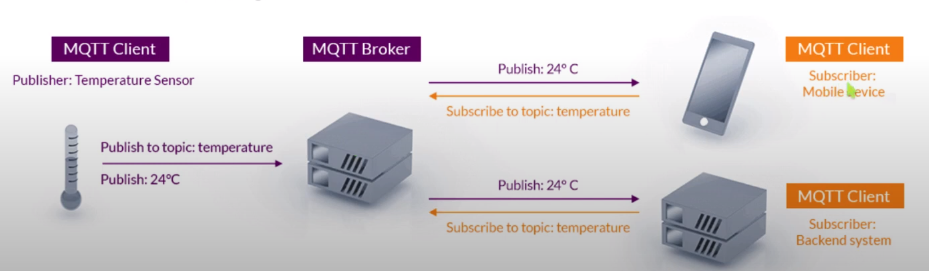 MQTT Client
Publisher: Temperature Sensor
Publish to topic: temperature
Publish: 24°C
MQTT Broker
Publish: 24° C
Subscribe to topic: temperature
MQTT Client
Subscriber:
Mobile Device
Publish: 24° C
Subscribe to topic: temperature
MQTT Client
Subscriber:
Backend system